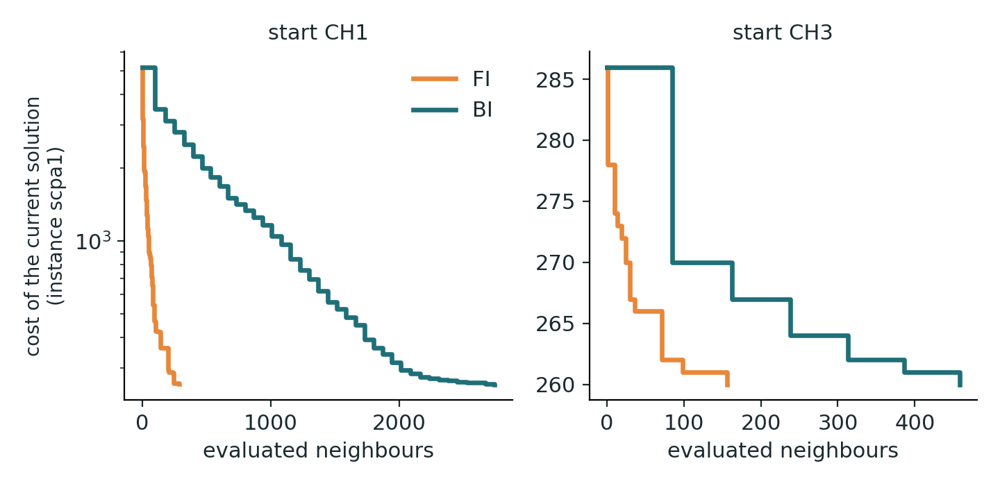 start CH1
cost of the current solution
(instance scpa1)
10³
FI
BI
0
1000
2000
evaluated neighbours
start CH3
285
280
275
270
265
260
0
100
200
300
400
evaluated neighbours